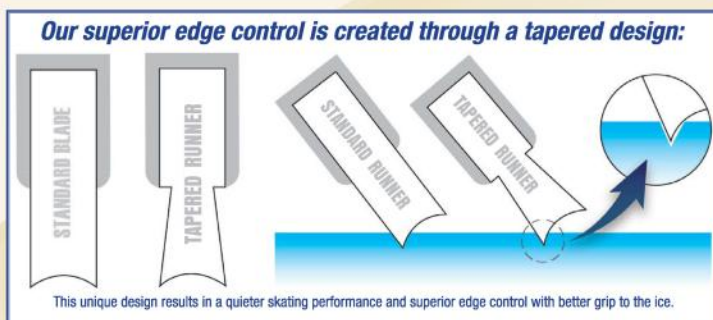 Our superior edge control is created through a tapered design:
STANDARD BLADE
TAPERED RUNNER
STANDARD RUNNER
TAPERED RUNNER
This unique design results in a quieter skating performance and superior edge control with better grip to the ice.